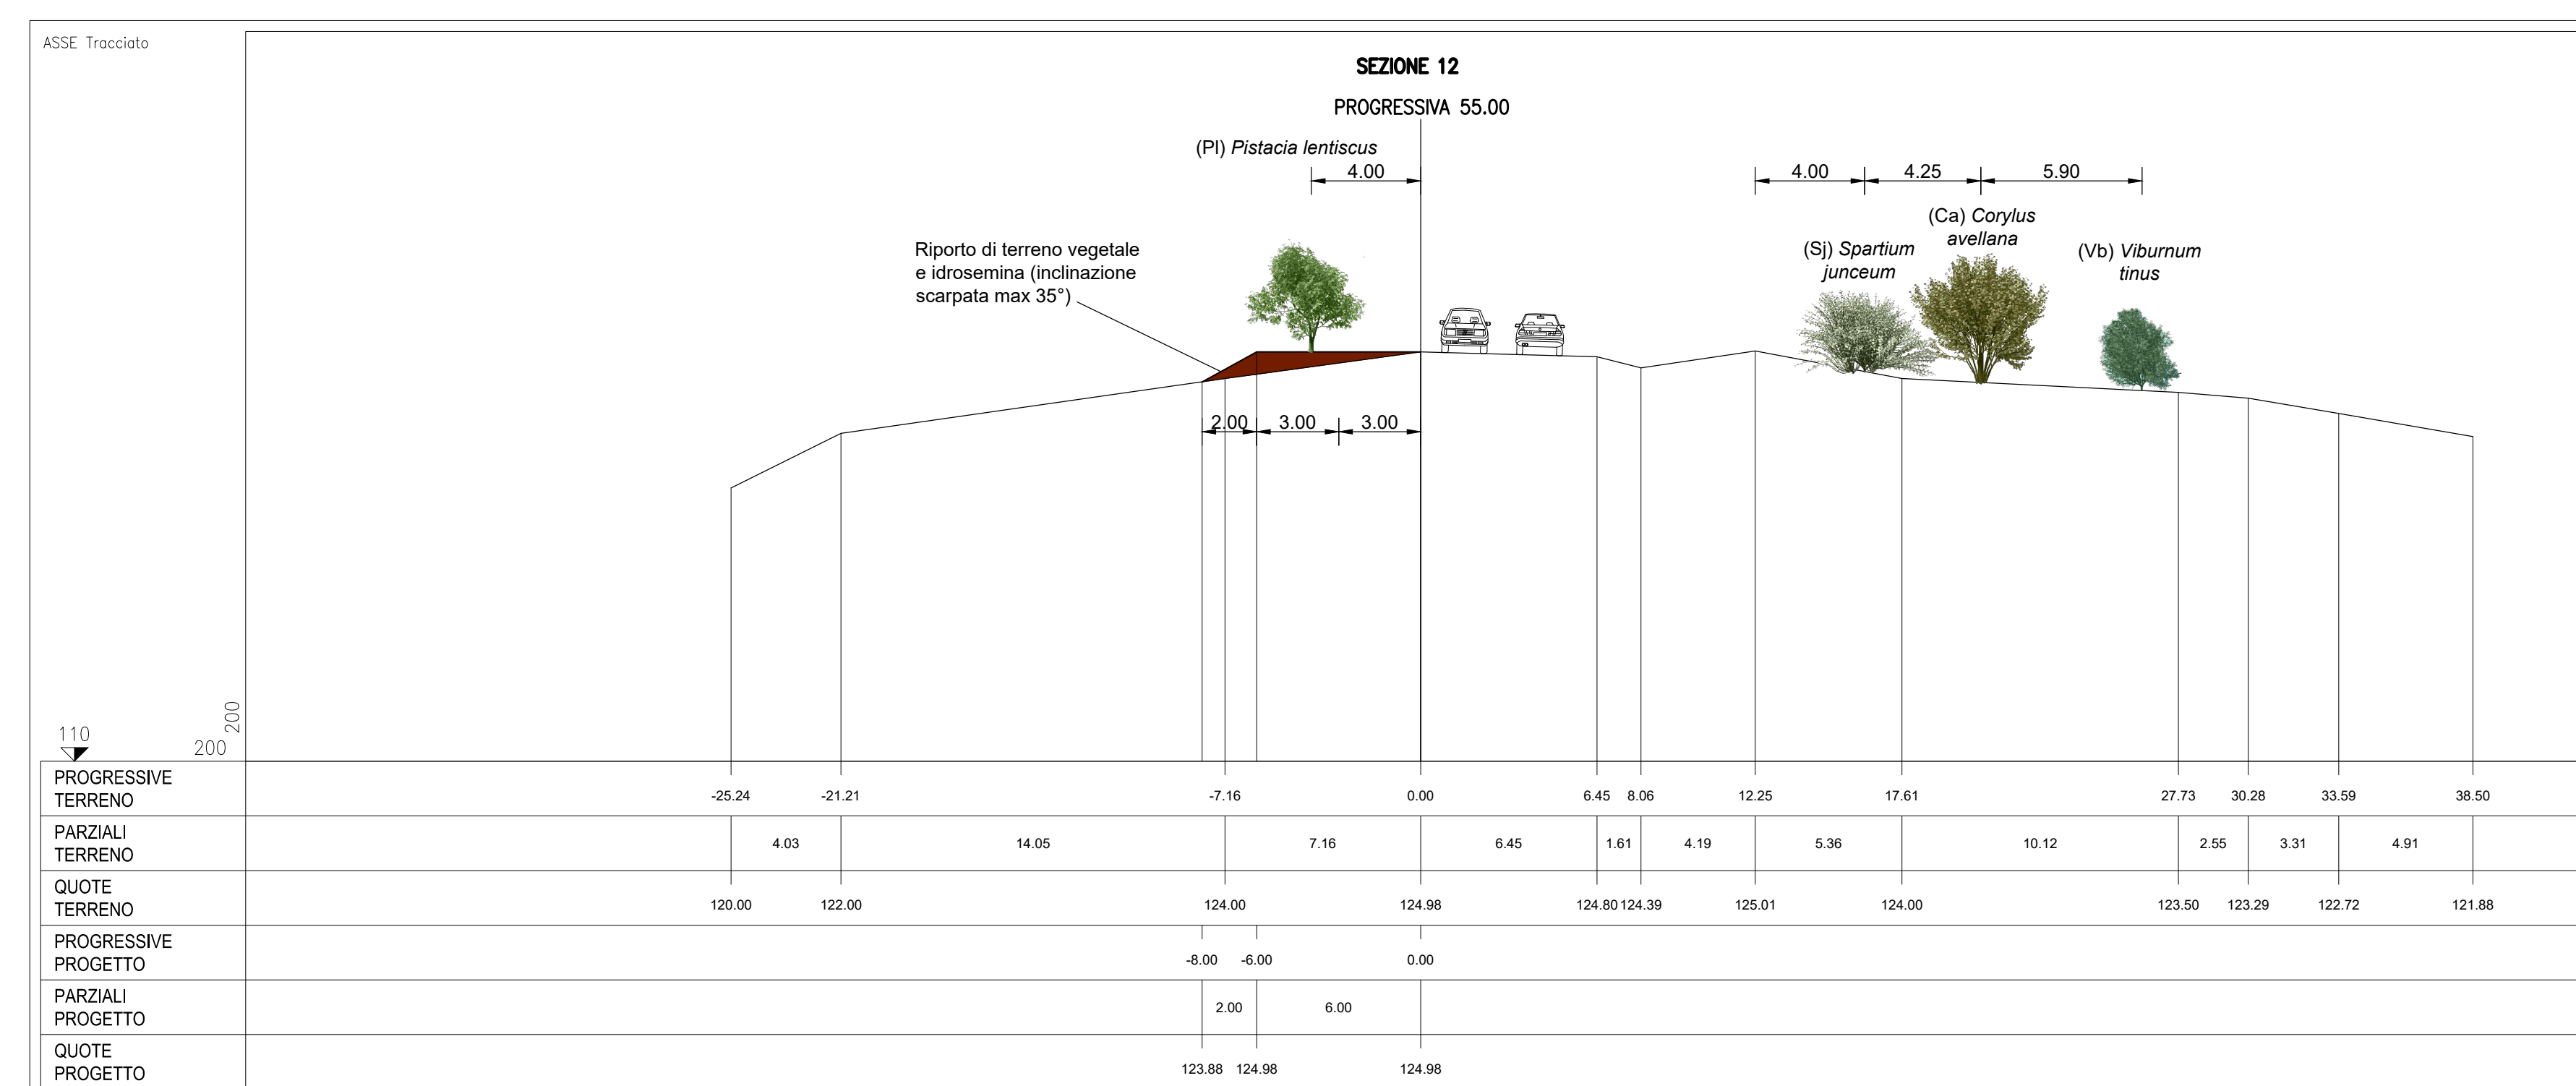 ASSE Tracciato
SEZIONE 12
PROGRESSIVA 55.00
(Pl) Pistacia lentiscus
4.00
4.00 4.25 5.90
(Ca) Corylus
avellana
(Sj) Spartium
junceum
(Vb) Viburnum
tinus
Riporto di terreno vegetale
e idrosemina (inclinazione
scarpata max 35°)
2.00 3.00 3.00
200
110
200
PROGRESSIVE
TERRENO
-25.24 -21.21 -7.16 0.00 6.45 8.06 12.25 17.61 27.73 30.28 33.59 38.50
PARZIALI
TERRENO
4.03 14.05 7.16 6.45 1.61 4.19 5.36 10.12 2.55 3.31 4.91
QUOTE
TERRENO
120.00 122.00 124.00 124.98 124.80 124.39 125.01 124.00 123.50 123.29 122.72 121.88
PROGRESSIVE
PROGETTO
-8.00 -6.00 0.00
PARZIALI
PROGETTO
2.00 6.00
QUOTE
PROGETTO
123.88 124.98 124.98